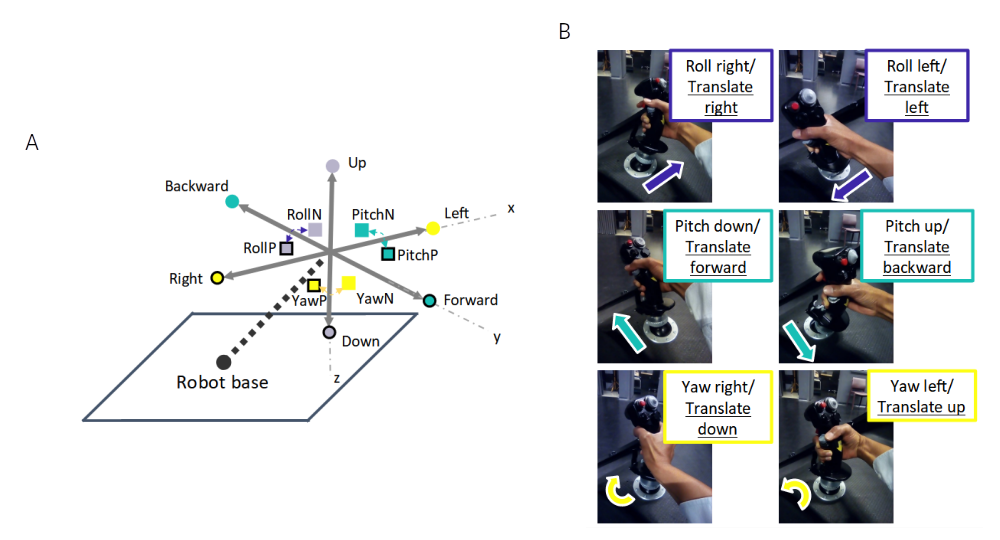 A
Up
Backward
RollN
PitchN
Left
x
RollP
PitchP
Right
YawP
YawN
Forward
Down
y
Robot base
z
B
Roll right/
Translate
right
Roll left/
Translate
left
Pitch down/
Translate
forward
Pitch up/
Translate
backward
Yaw right/
Translate
down
Yaw left/
Translate up